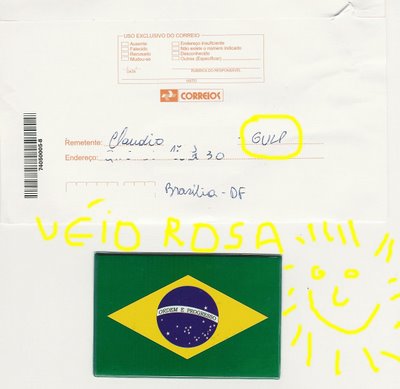 USO EXCLUSIVO DO CORREIO
Ausente
Falecido
Recusado
Mudou-se
Endereço insuficiente
Não existe o número indicado
Desconhecido
Outros (Especificar)
DATA
RUBRICA DO RESPONSÁVEL
CORREIOS
Remetente: Claudio - GULP
Endereço: 30
Brasília - DF
VÉIO ROSA!!!!!
ORDEM E PROGRESSO